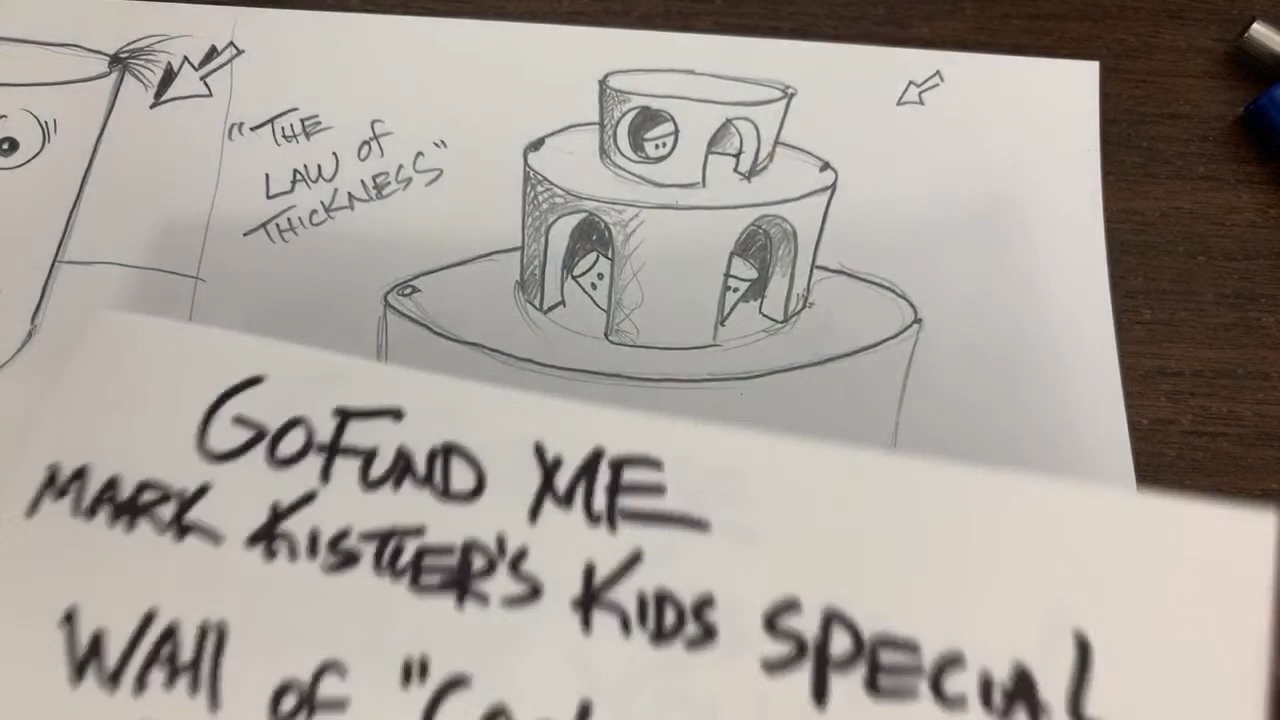 "THE
LAW of
THICKNESS"
GoFUND ME
MARK KISTLER'S KIDS SPECIAL
WAll of